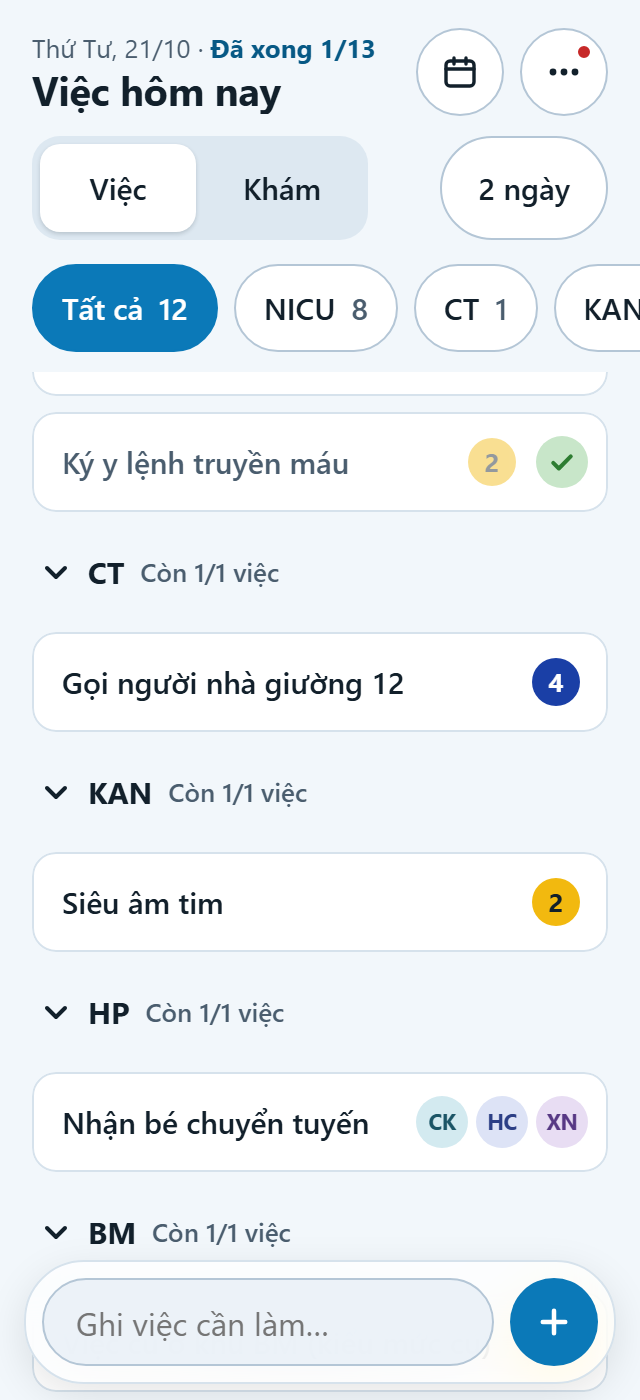 Thứ Tư, 21/10 · Đã xong 1/13
Việc hôm nay
Việc
Khám
2 ngày
Tất cả 12
NICU 8
CT 1
KAN
Ký y lệnh truyền máu 2
CT Còn 1/1 việc
Gọi người nhà giường 12 4
KAN Còn 1/1 việc
Siêu âm tim 2
HP Còn 1/1 việc
Nhận bé chuyển tuyến CK HC XN
BM Còn 1/1 việc
Ghi việc cần làm...